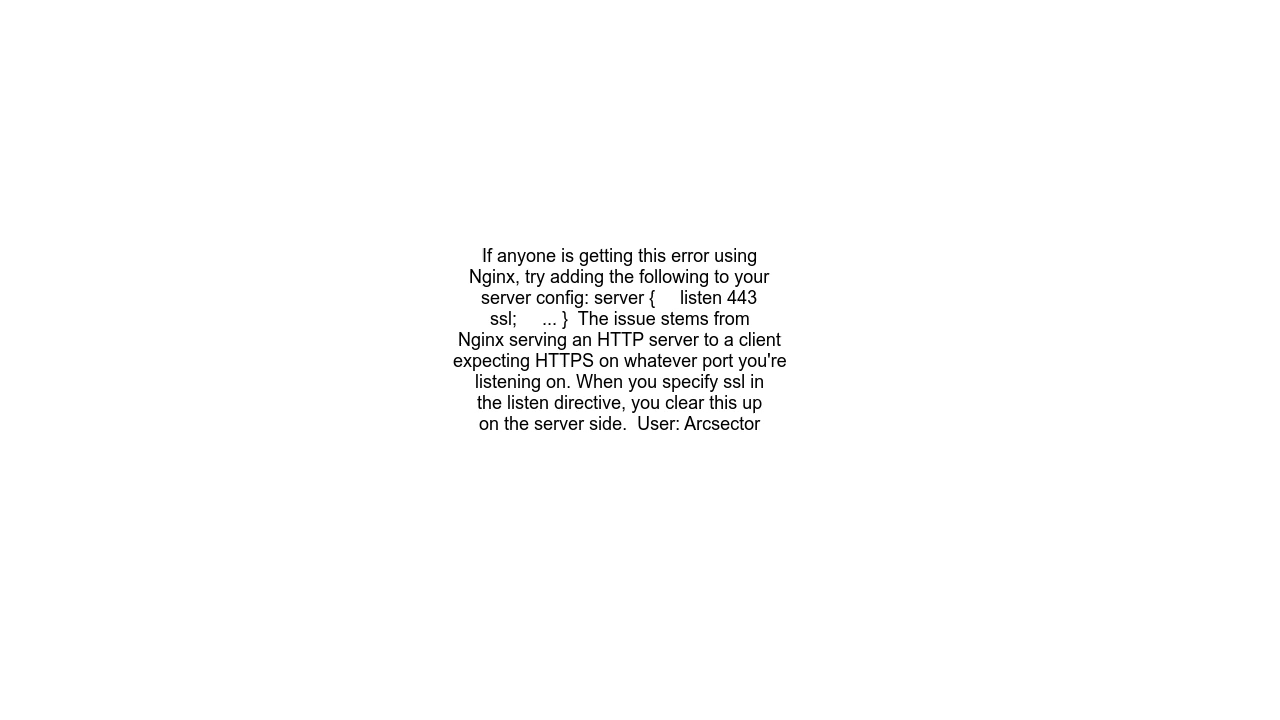 If anyone is getting this error using
Nginx, try adding the following to your
server config: server {     listen 443
ssl;     ... }  The issue stems from
Nginx serving an HTTP server to a client
expecting HTTPS on whatever port you're
listening on. When you specify ssl in
the listen directive, you clear this up
on the server side.  User: Arcsector